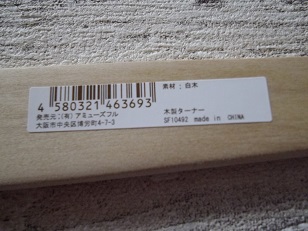 素材：白木
4 580321 463693
発売元：(有)アミューズフル
大阪市中央区博労町4-7-3
木製ターナー
SF10492 made in CHINA